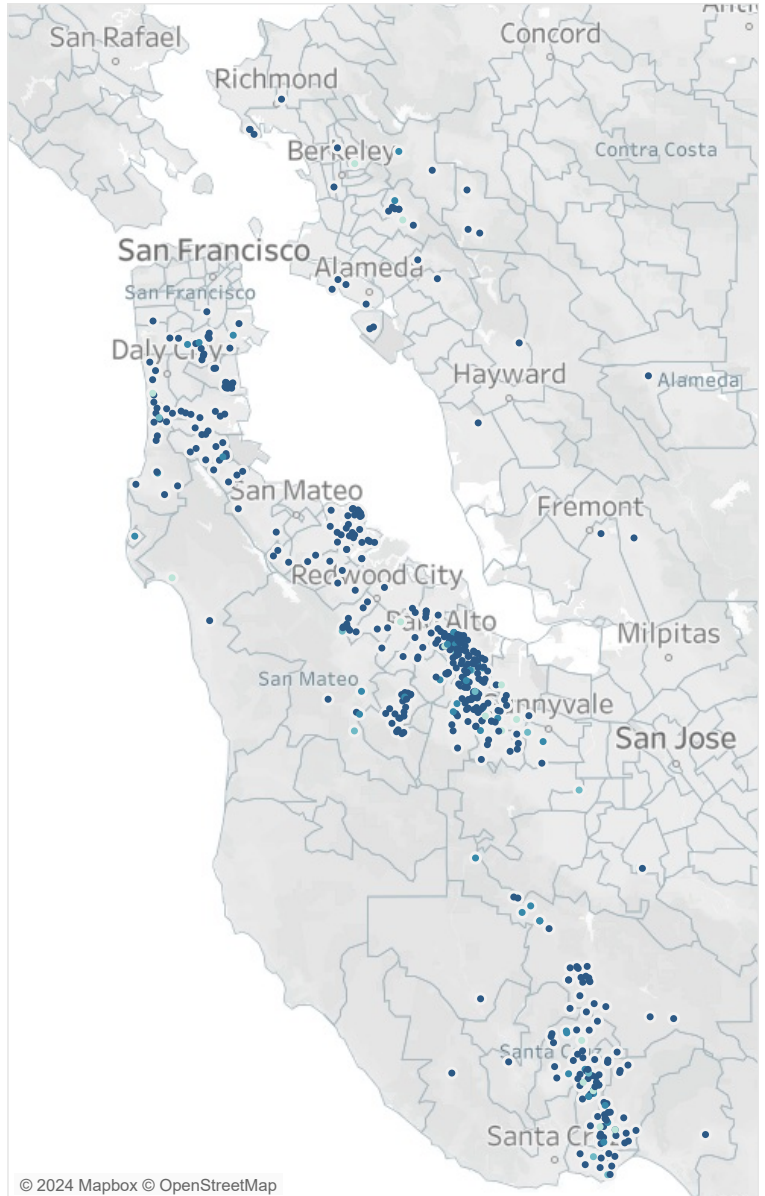 San Rafael
Concord
Richmond
Berkeley
Contra Costa
San Francisco
Alameda
San Francisco
Daly City
Hayward
Alameda
San Mateo
Fremont
Redwood City
Palo Alto
Milpitas
San Mateo
Sunnyvale
San Jose
Santa Cruz
Santa Cruz
© 2024 Mapbox © OpenStreetMap